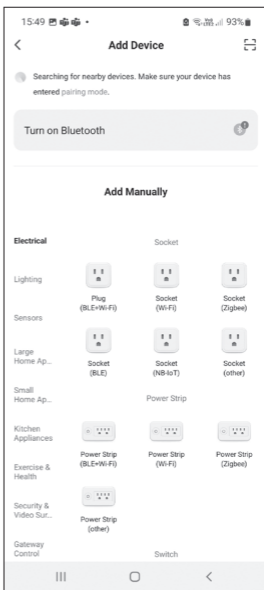 15:49 93%
Add Device
Searching for nearby devices. Make sure your device has
entered pairing mode.
Turn on Bluetooth
Add Manually
Electrical
Lighting
Sensors
Large
Home Ap...
Small
Home Ap...
Kitchen
Appliances
Exercise &
Health
Security &
Video Sur...
Gateway
Control
Socket
Plug
(BLE+Wi-Fi)
Socket
(Wi-Fi)
Socket
(Zigbee)
Socket
(BLE)
Socket
(NB-IoT)
Socket
(other)
Power Strip
Power Strip
(BLE+Wi-Fi)
Power Strip
(Wi-Fi)
Power Strip
(Zigbee)
Power Strip
(other)
Switch